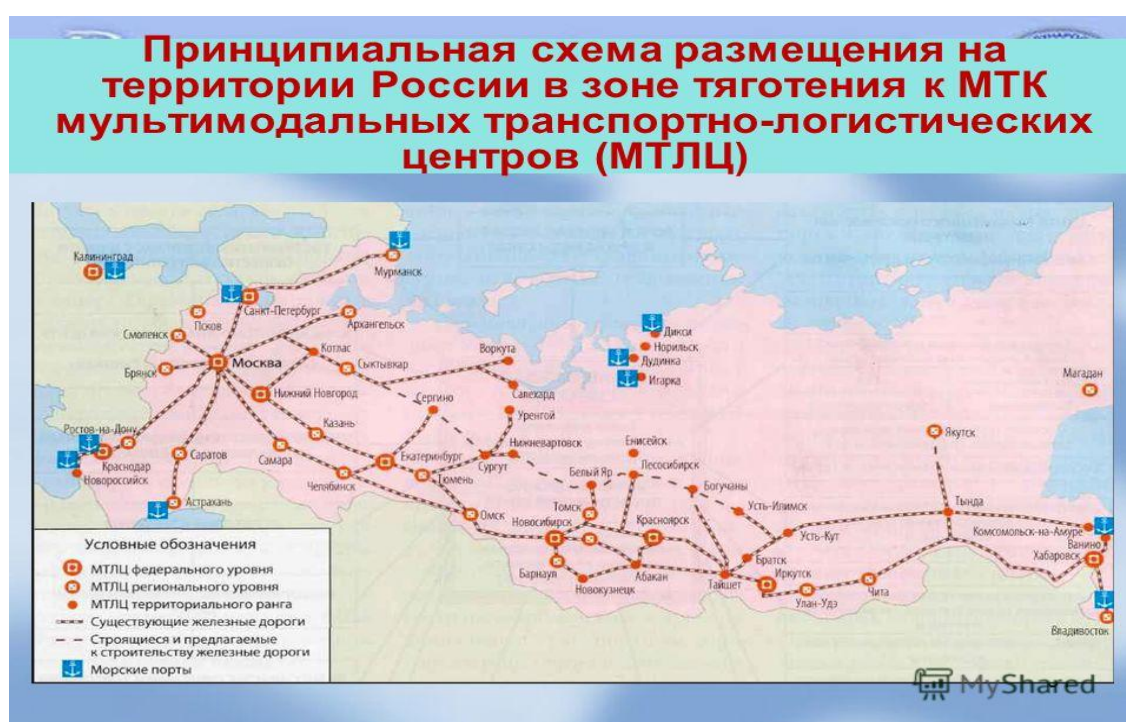 Принципиальная схема размещения на
территории России в зоне тяготения к МТК
мультимодальных транспортно-логистических
центров (МТЛЦ)
Калининград
Мурманск
Санкт-Петербург
Псков
Архангельск
Смоленск
Котлас
Воркута
Дикси
Норильск
Дудинка
Игарка
Москва
Сыктывкар
Брянск
Магадан
Нижний Новгород
Сергино
Салехард
Уренгой
Ростов-на-Дону
Казань
Нижневартовск
Енисейск
Якутск
Краснодар
Саратов
Самара
Екатеринбург
Сургут
Лесосибирск
Новороссийск
Челябинск
Тюмень
Белый Яр
Богучаны
Астрахань
Омск
Томск
Усть-Илимск
Тында
Новосибирск
Красноярск
Усть-Кут
Комсомольск-на-Амуре
Ванино
Хабаровск
Братск
Барнаул
Абакан
Тайшет
Иркутск
Новокузнецк
Улан-Удэ
Чита
Владивосток
Условные обозначения
МТЛЦ федерального уровня
МТЛЦ регионального уровня
МТЛЦ территориального ранга
Существующие железные дороги
Строящиеся и предлагаемые
к строительству железные дороги
Морские порты
MyShared